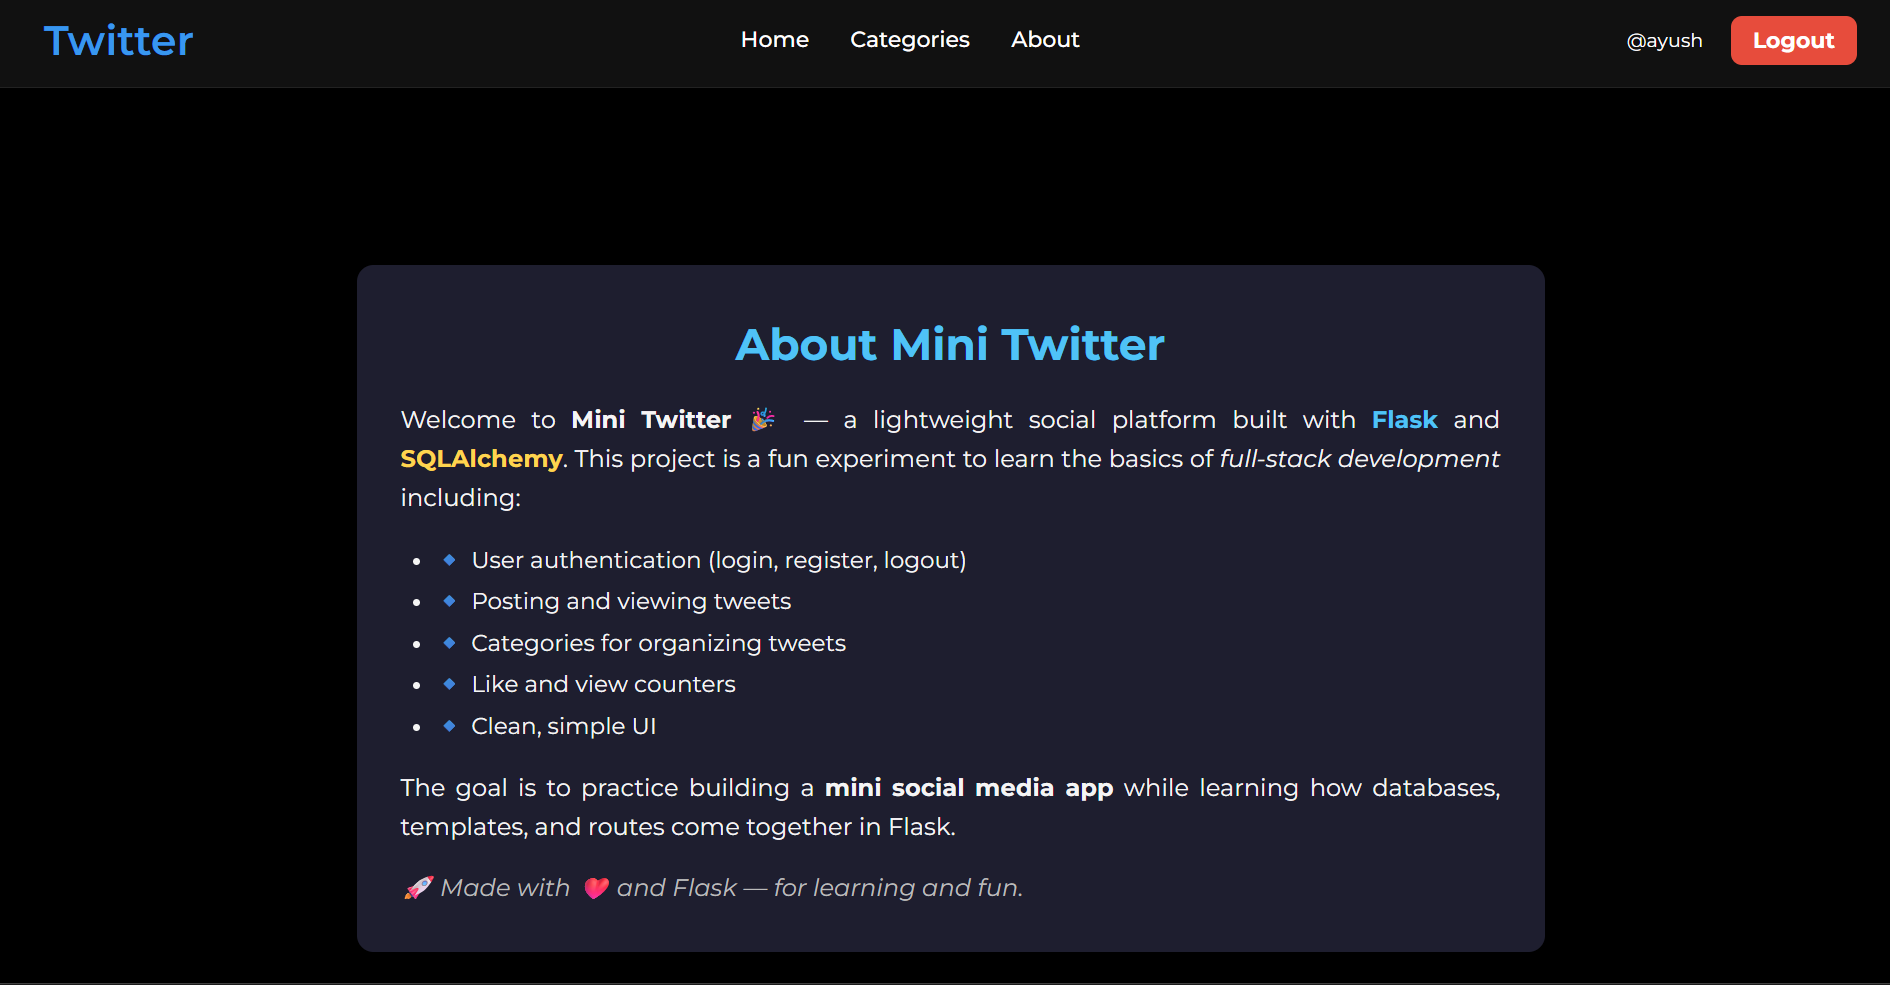 Twitter
Home
Categories
About
@ayush
Logout
About Mini Twitter
Welcome to Mini Twitter 🎉 — a lightweight social platform built with Flask and
SQLAlchemy. This project is a fun experiment to learn the basics of full-stack development
including:
• 🔹 User authentication (login, register, logout)
• 🔹 Posting and viewing tweets
• 🔹 Categories for organizing tweets
• 🔹 Like and view counters
• 🔹 Clean, simple UI
The goal is to practice building a mini social media app while learning how databases,
templates, and routes come together in Flask.
🚀 Made with ❤️ and Flask — for learning and fun.